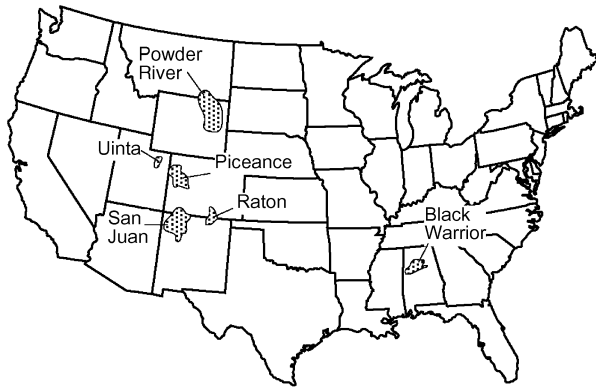 Powder
River
Uinta
Piceance
San
Juan
Raton
Black
Warrior